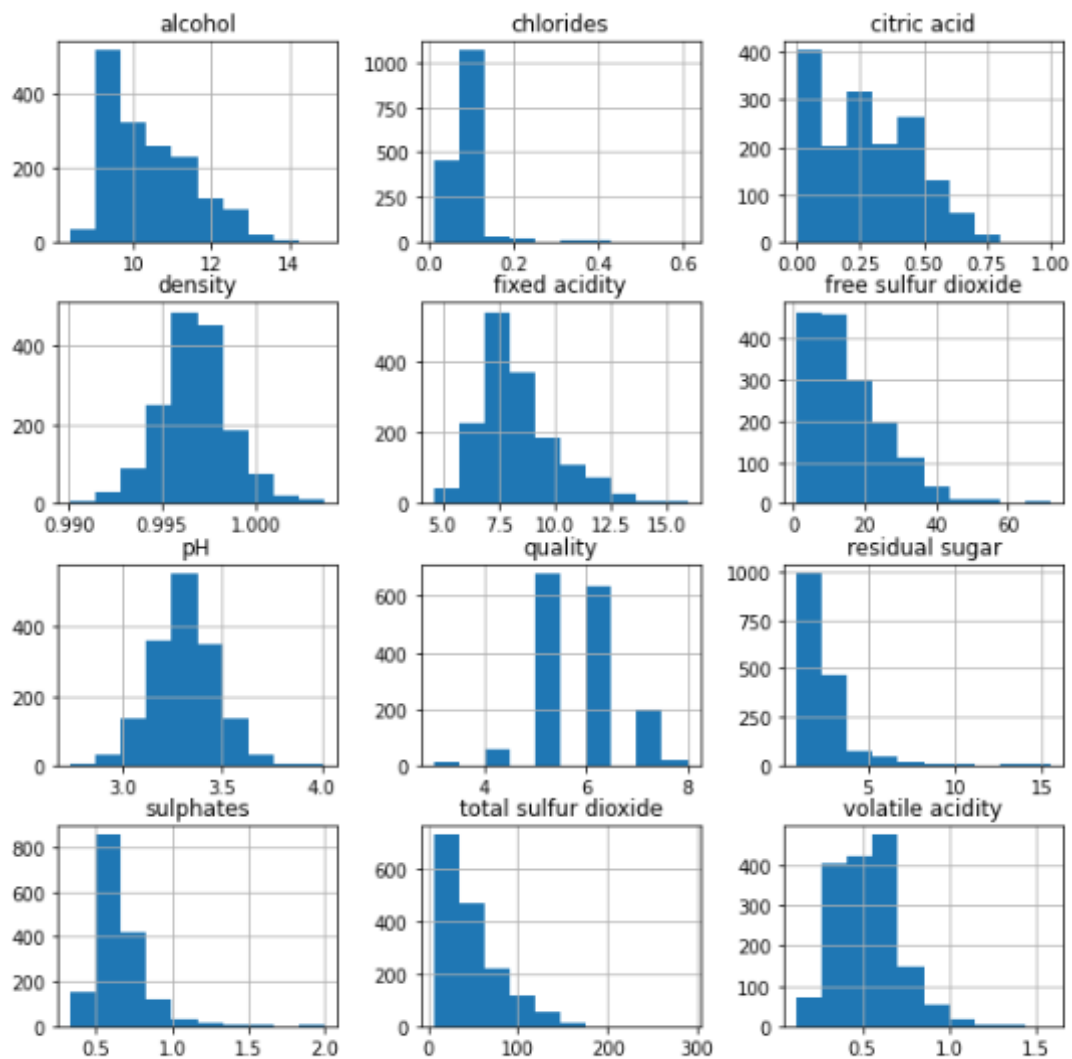 alcohol
chlorides
citric acid
400
200
0
10 12 14
1000
750
500
250
0
0.0 0.2 0.4 0.6
400
300
200
100
0
0.00 0.25 0.50 0.75 1.00
density
fixed acidity
free sulfur dioxide
400
200
0
0.990 0.995 1.000
400
200
0
5.0 7.5 10.0 12.5 15.0
400
300
200
100
0
0 20 40 60
pH
quality
residual sugar
400
200
0
3.0 3.5 4.0
600
400
200
0
4 6 8
1000
750
500
250
0
5 10 15
sulphates
total sulfur dioxide
volatile acidity
800
600
400
200
0
0.5 1.0 1.5 2.0
600
400
200
0
0 100 200 300
400
300
200
100
0
0.5 1.0 1.5